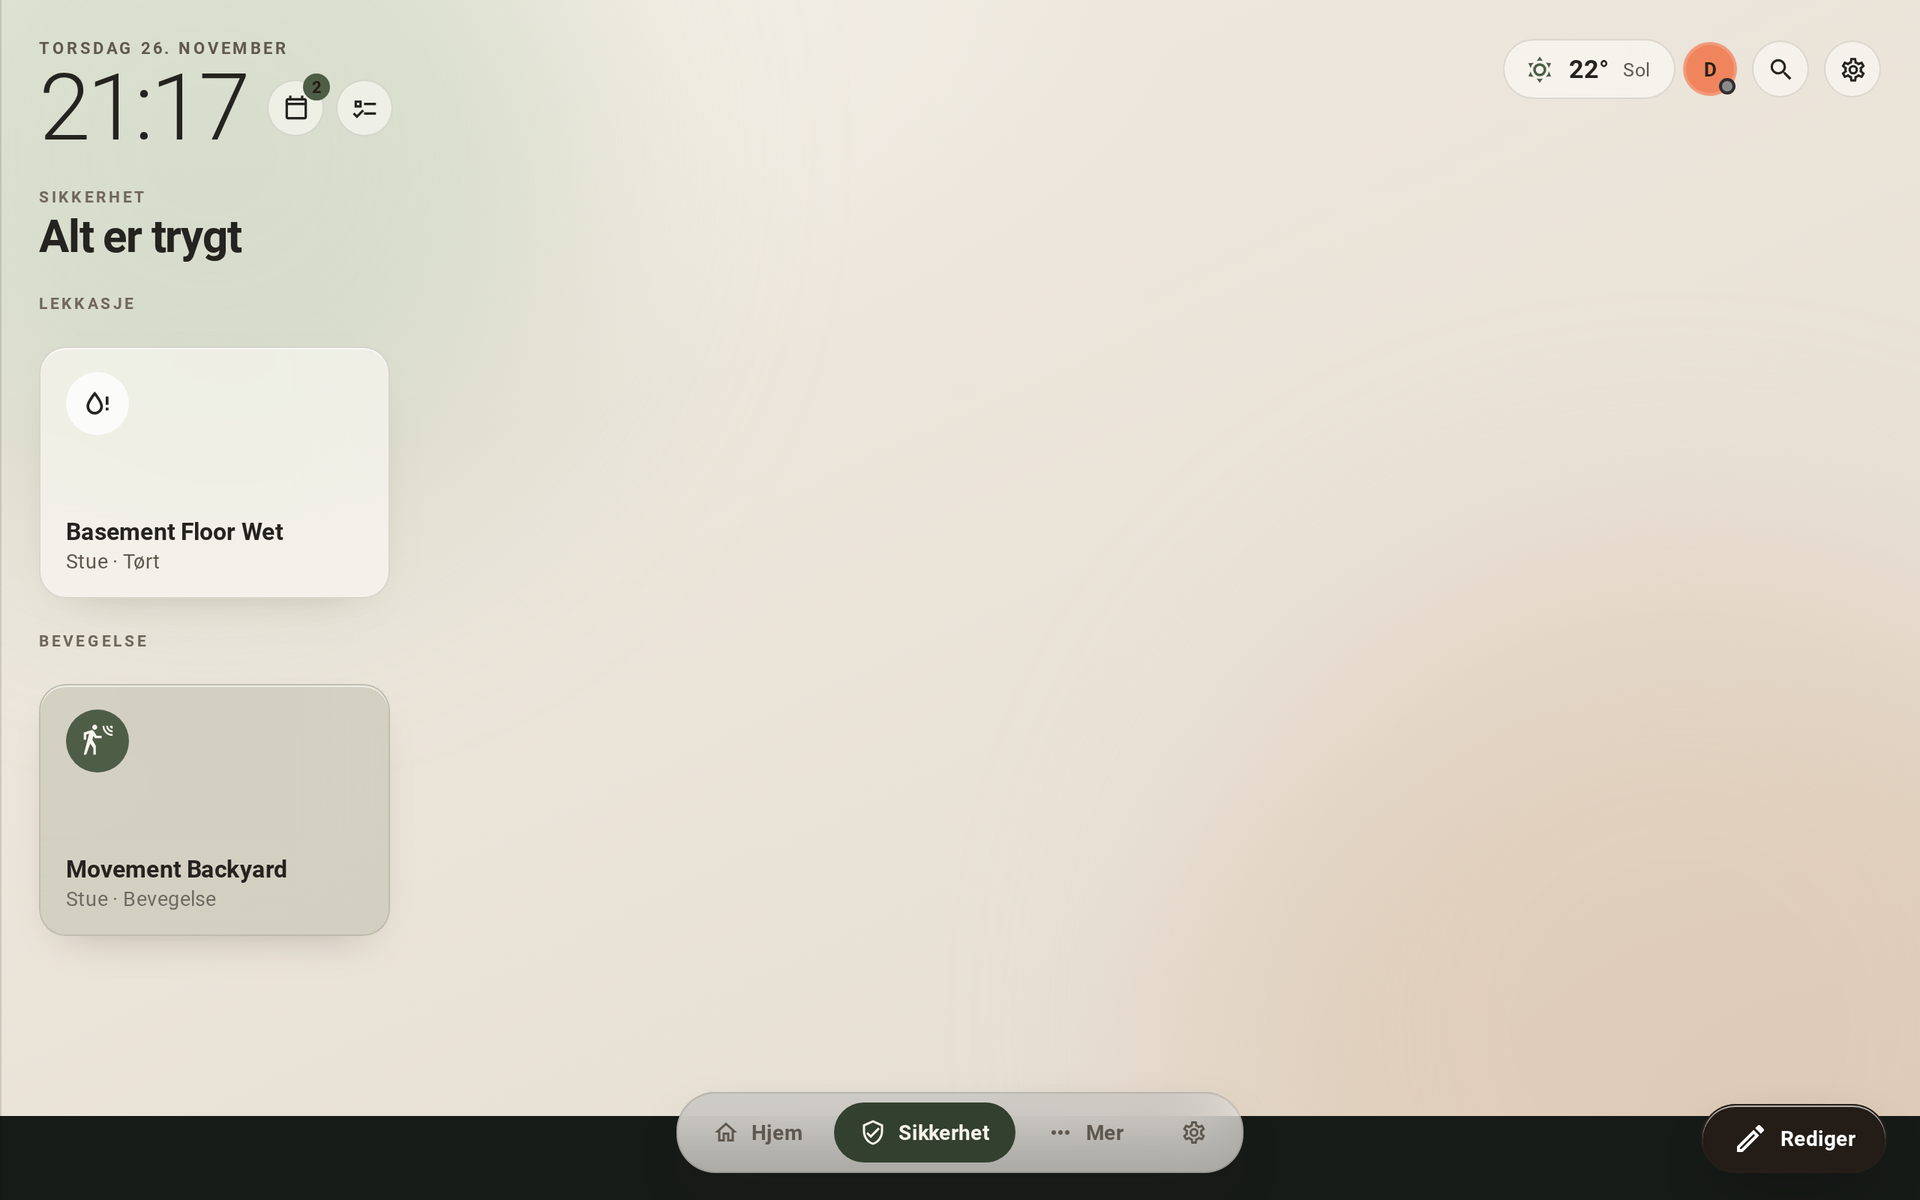 TORSDAG 26. NOVEMBER
21:17
2
22° Sol
D
SIKKERHET
Alt er trygt
LEKKASJE
Basement Floor Wet
Stue · Tørt
BEVEGELSE
Movement Backyard
Stue · Bevegelse
Hjem
Sikkerhet
Mer
Rediger